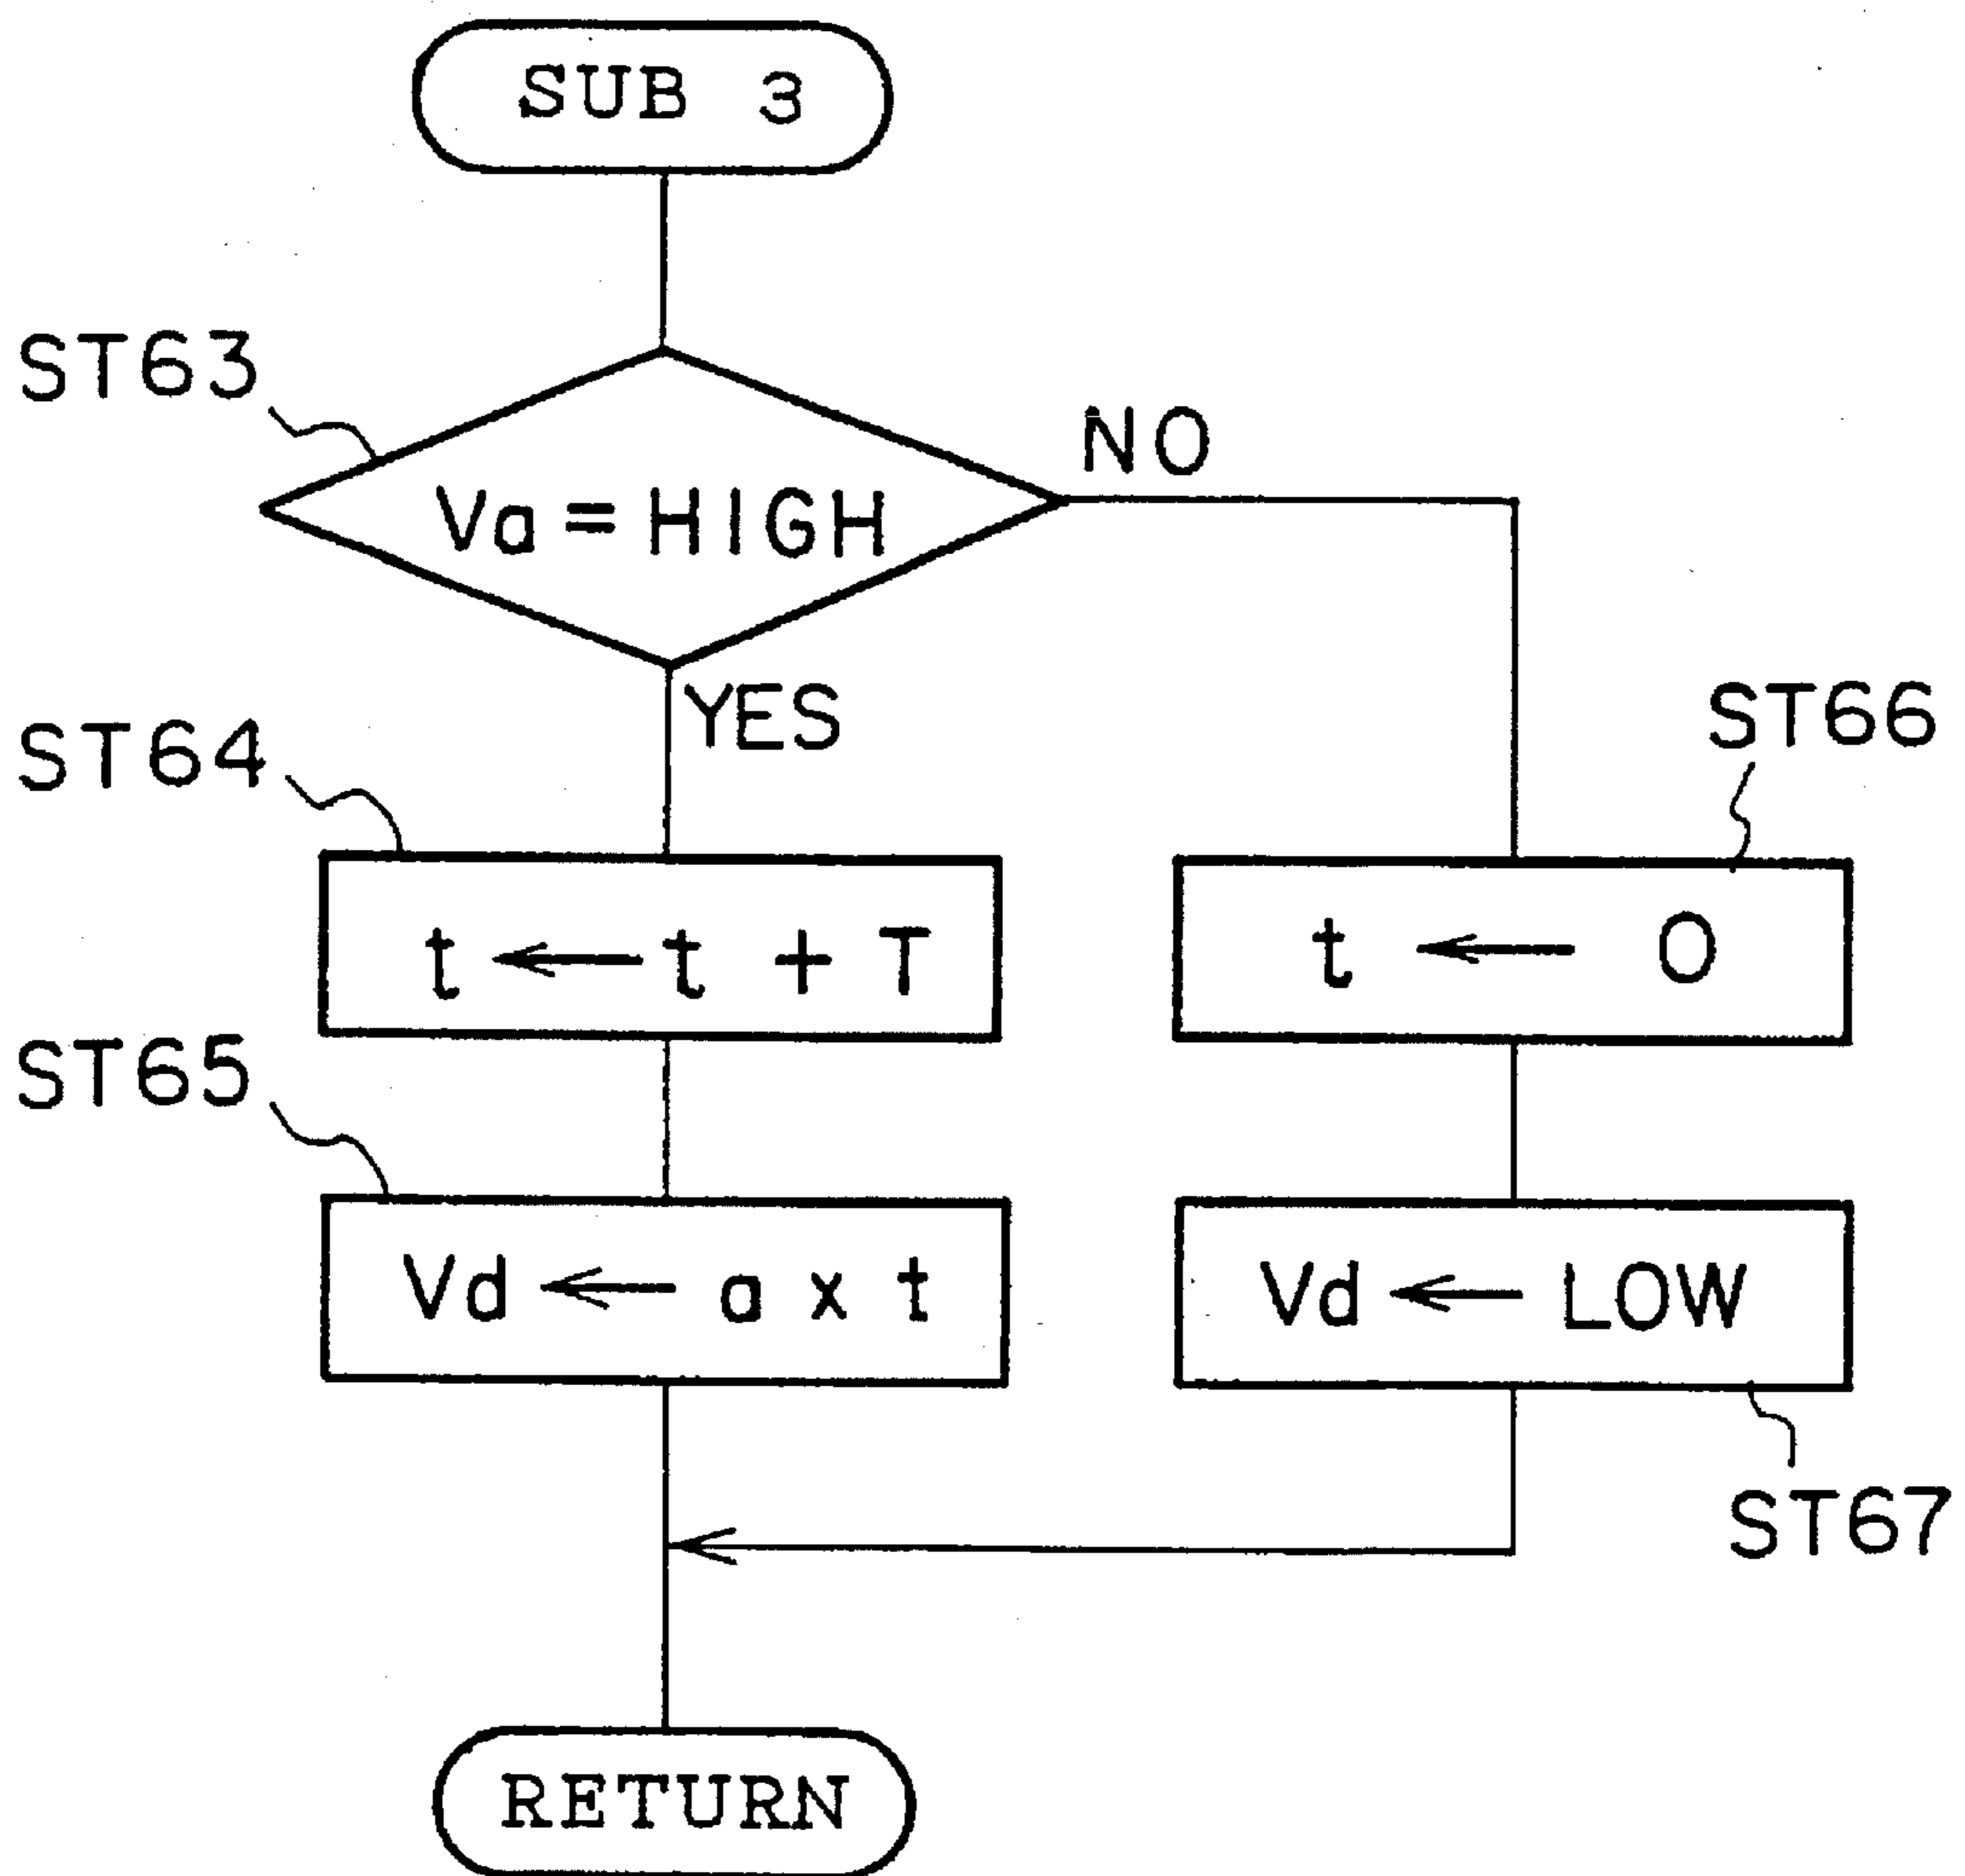 SUB 3
ST63
Va = HIGH
NO
YES
ST64
t ← t + T
ST66
t ← 0
ST65
Vd ← a x t
Vd ← LOW
ST67
RETURN